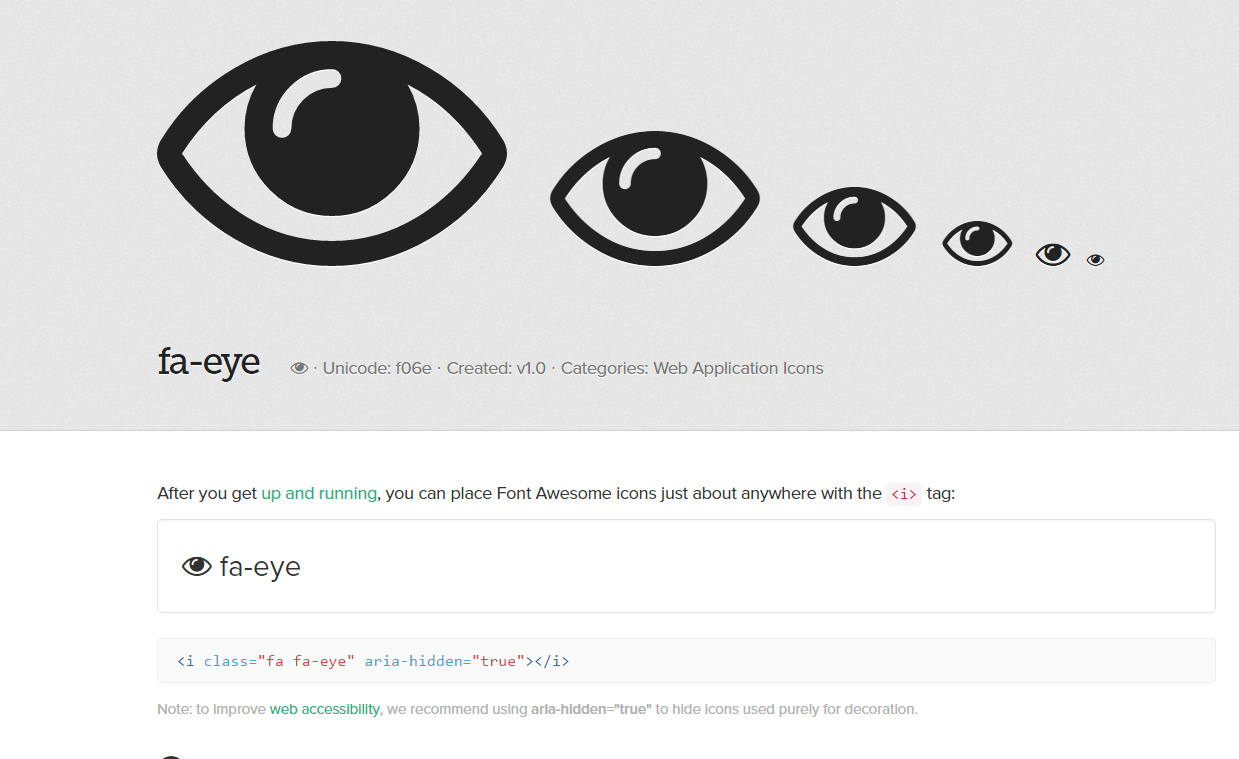 fa-eye · Unicode: f06e · Created: v1.0 · Categories: Web Application Icons
After you get up and running, you can place Font Awesome icons just about anywhere with the <i> tag:
fa-eye
<i class="fa fa-eye" aria-hidden="true"></i>
Note: to improve web accessibility, we recommend using aria-hidden="true" to hide icons used purely for decoration.